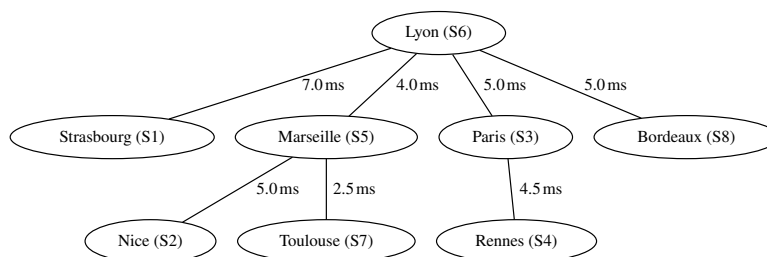 Lyon (S6)
7.0 ms
4.0 ms
5.0 ms
5.0 ms
Strasbourg (S1)
Marseille (S5)
Paris (S3)
Bordeaux (S8)
5.0 ms
2.5 ms
4.5 ms
Nice (S2)
Toulouse (S7)
Rennes (S4)